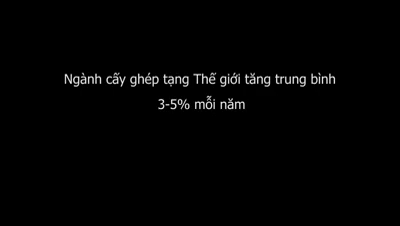 Ngành cấy ghép tạng Thế giới tăng trung bình
3-5% mỗi năm